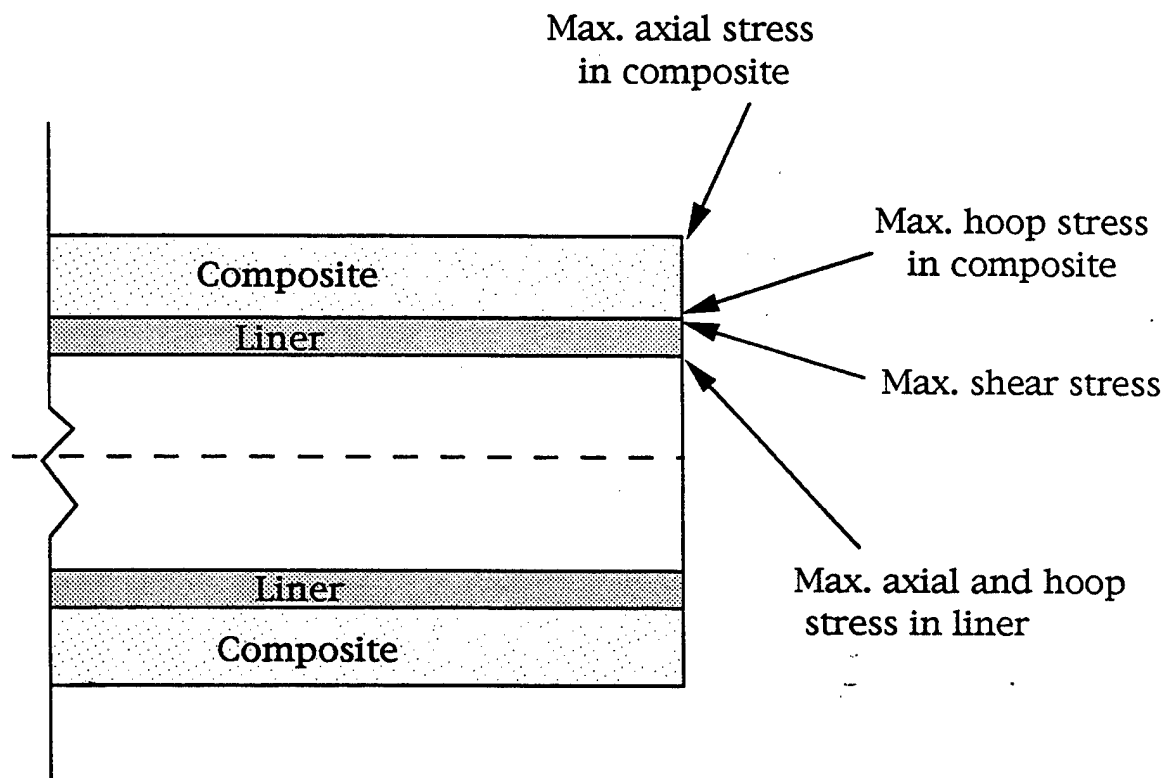 Max. axial stress
in composite
Max. hoop stress
in composite
Composite
Liner
Max. shear stress
Liner
Max. axial and hoop
stress in liner
Composite